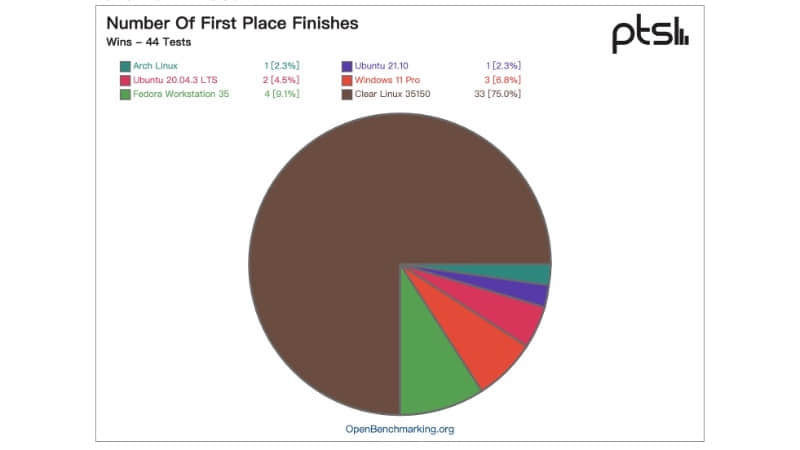 Number Of First Place Finishes
Wins - 44 Tests
ptsl
Arch Linux 1 [2.3%] Ubuntu 21.10 1 [2.3%]
Ubuntu 20.04.3 LTS 2 [4.5%] Windows 11 Pro 3 [6.8%]
Fedora Workstation 35 4 [9.1%] Clear Linux 35150 33 [75.0%]
OpenBenchmarking.org